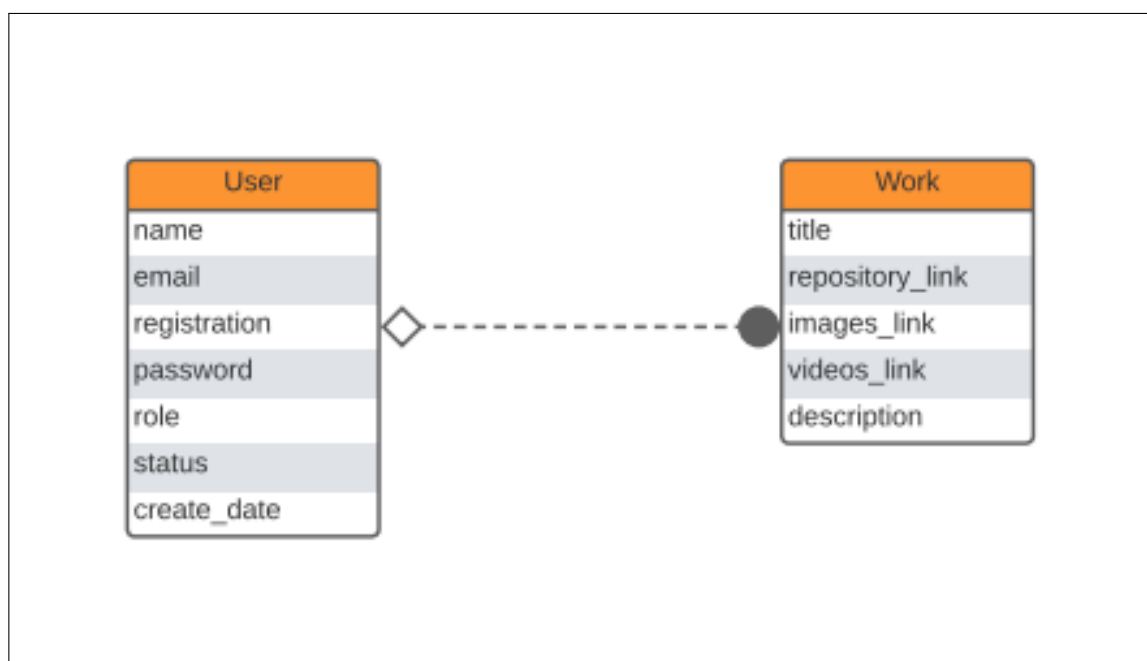 User
name
email
registration
password
role
status
create_date
Work
title
repository_link
images_link
videos_link
description